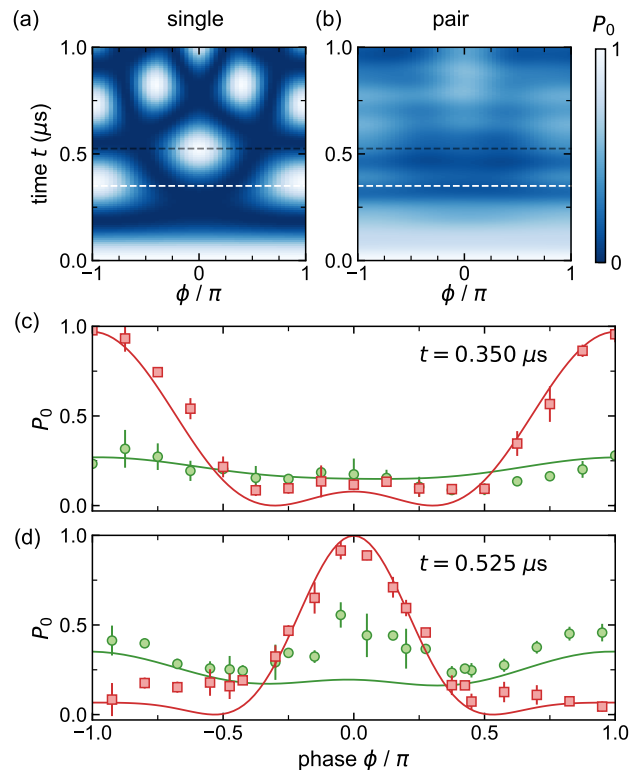 (a) single (b) pair P₀
1.0 1
time t (μs)
0.5
0.0 0
−1 0 1 −1 0 1
ϕ / π ϕ / π
(c) 1.0
t = 0.350 μs
P₀ 0.5
0.0
(d) 1.0
t = 0.525 μs
P₀ 0.5
0.0
−1.0 −0.5 0.0 0.5 1.0
phase ϕ / π